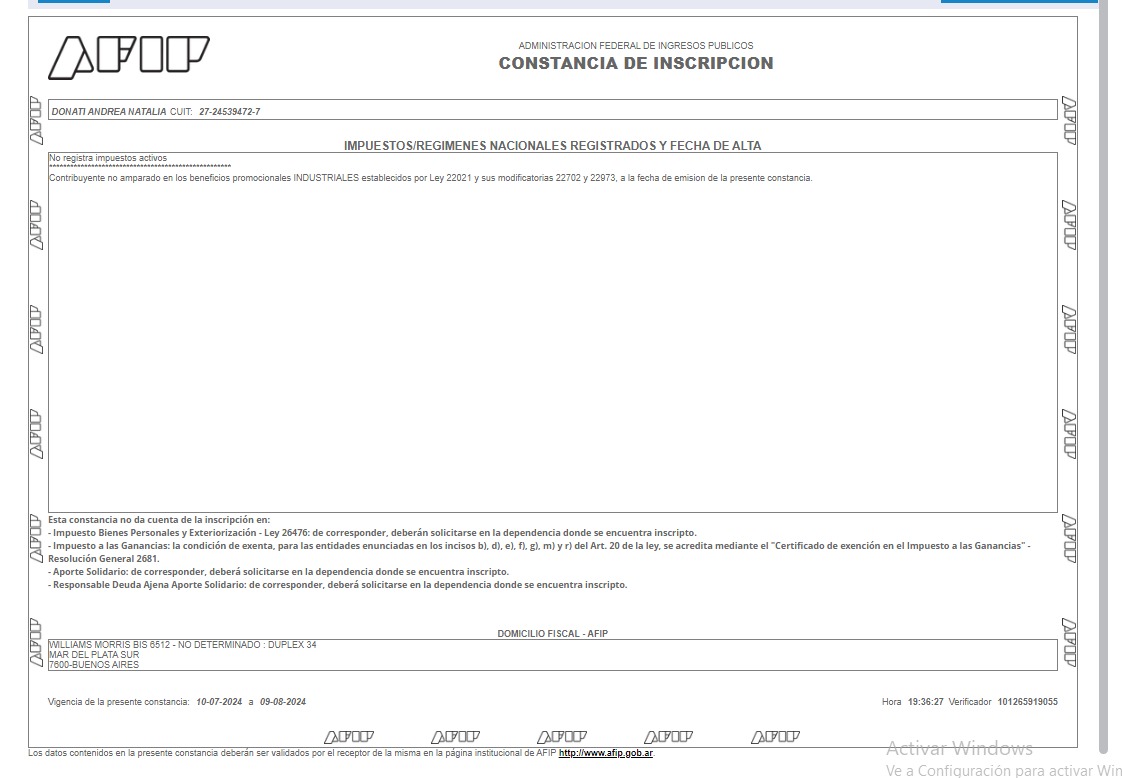 AFIP
ADMINISTRACION FEDERAL DE INGRESOS PUBLICOS
CONSTANCIA DE INSCRIPCION
DONATI ANDREA NATALIA CUIT: 27-24539472-7
IMPUESTOS/REGIMENES NACIONALES REGISTRADOS Y FECHA DE ALTA
No registra impuestos activos
****************************************************
Contribuyente no amparado en los beneficios promocionales INDUSTRIALES establecidos por Ley 22021 y sus modificatorias 22702 y 22973, a la fecha de emision de la presente constancia.
Esta constancia no da cuenta de la inscripción en:
- Impuesto Bienes Personales y Exteriorización - Ley 26476: de corresponder, deberán solicitarse en la dependencia donde se encuentra inscripto.
- Impuesto a las Ganancias: la condición de exenta, para las entidades enunciadas en los incisos b), d), e), f), g), m) y r) del Art. 20 de la ley, se acredita mediante el "Certificado de exención en el Impuesto a las Ganancias" -
Resolución General 2681.
- Aporte Solidario: de corresponder, deberá solicitarse en la dependencia donde se encuentra inscripto.
- Responsable Deuda Ajena Aporte Solidario: de corresponder, deberá solicitarse en la dependencia donde se encuentra inscripto.
DOMICILIO FISCAL - AFIP
WILLIAMS MORRIS BIS 6512 - NO DETERMINADO : DUPLEX 34
MAR DEL PLATA SUR
7600-BUENOS AIRES
Vigencia de la presente constancia: 10-07-2024 a 09-08-2024 Hora 19:36:27 Verificador 101265919055
AFIP AFIP AFIP AFIP AFIP
Los datos contenidos en la presente constancia deberán ser validados por el receptor de la misma en la página institucional de AFIP http://www.afip.gob.ar.
Activar Windows
Ve a Configuración para activar Win